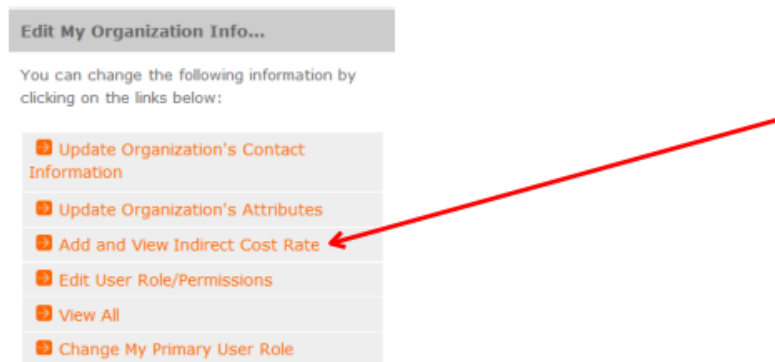 Edit My Organization Info...
You can change the following information by
clicking on the links below:
Update Organization's Contact
Information
Update Organization's Attributes
Add and View Indirect Cost Rate
Edit User Role/Permissions
View All
Change My Primary User Role